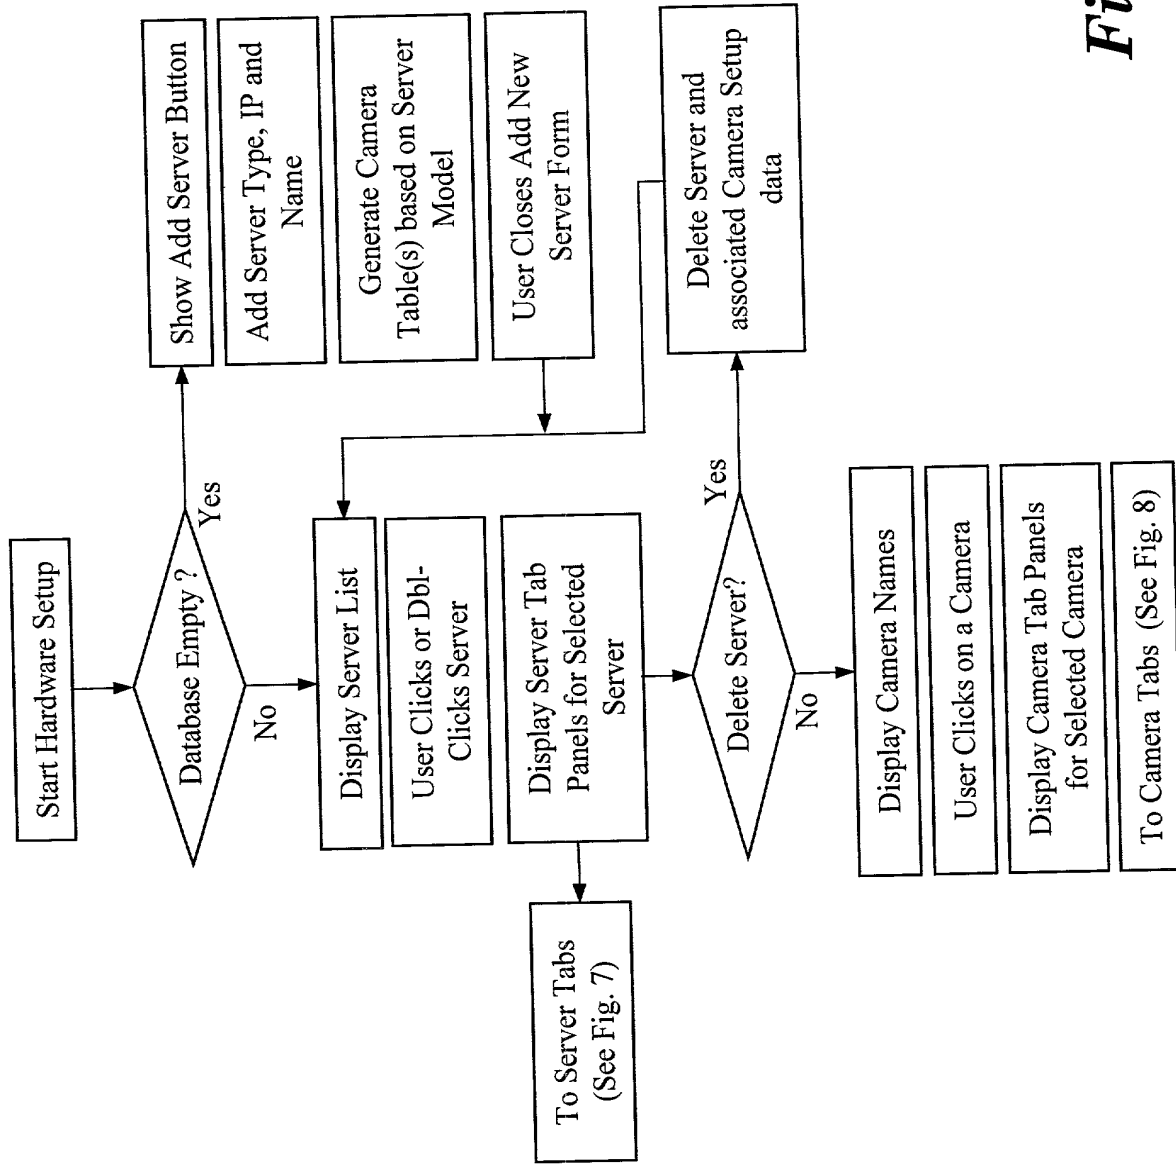 Start Hardware Setup
Database Empty ?
Yes
No
Show Add Server Button
Add Server Type, IP and
Name
Generate Camera
Table(s) based on Server
Model
User Closes Add New
Server Form
Display Server List
User Clicks or Dbl-
Clicks Server
Display Server Tab
Panels for Selected
Server
To Server Tabs
(See Fig. 7)
Delete Server?
Yes
No
Delete Server and
associated Camera Setup
data
Display Camera Names
User Clicks on a Camera
Display Camera Tab Panels
for Selected Camera
To Camera Tabs (See Fig. 8)